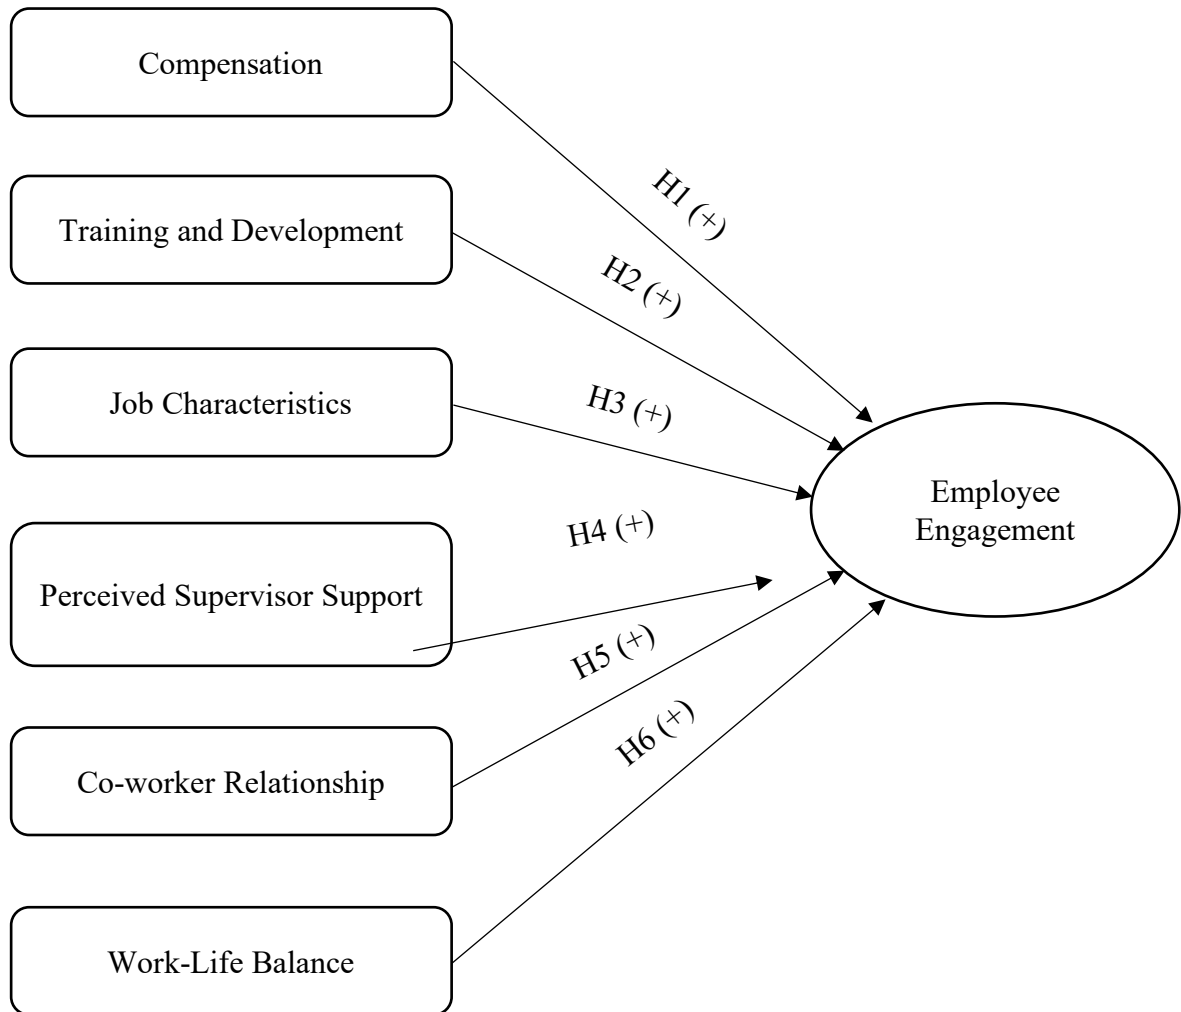 Compensation
H1 (+)
Training and Development
H2 (+)
Job Characteristics
H3 (+)
Employee
Engagement
H4 (+)
Perceived Supervisor Support
H5 (+)
H6 (+)
Co-worker Relationship
Work-Life Balance